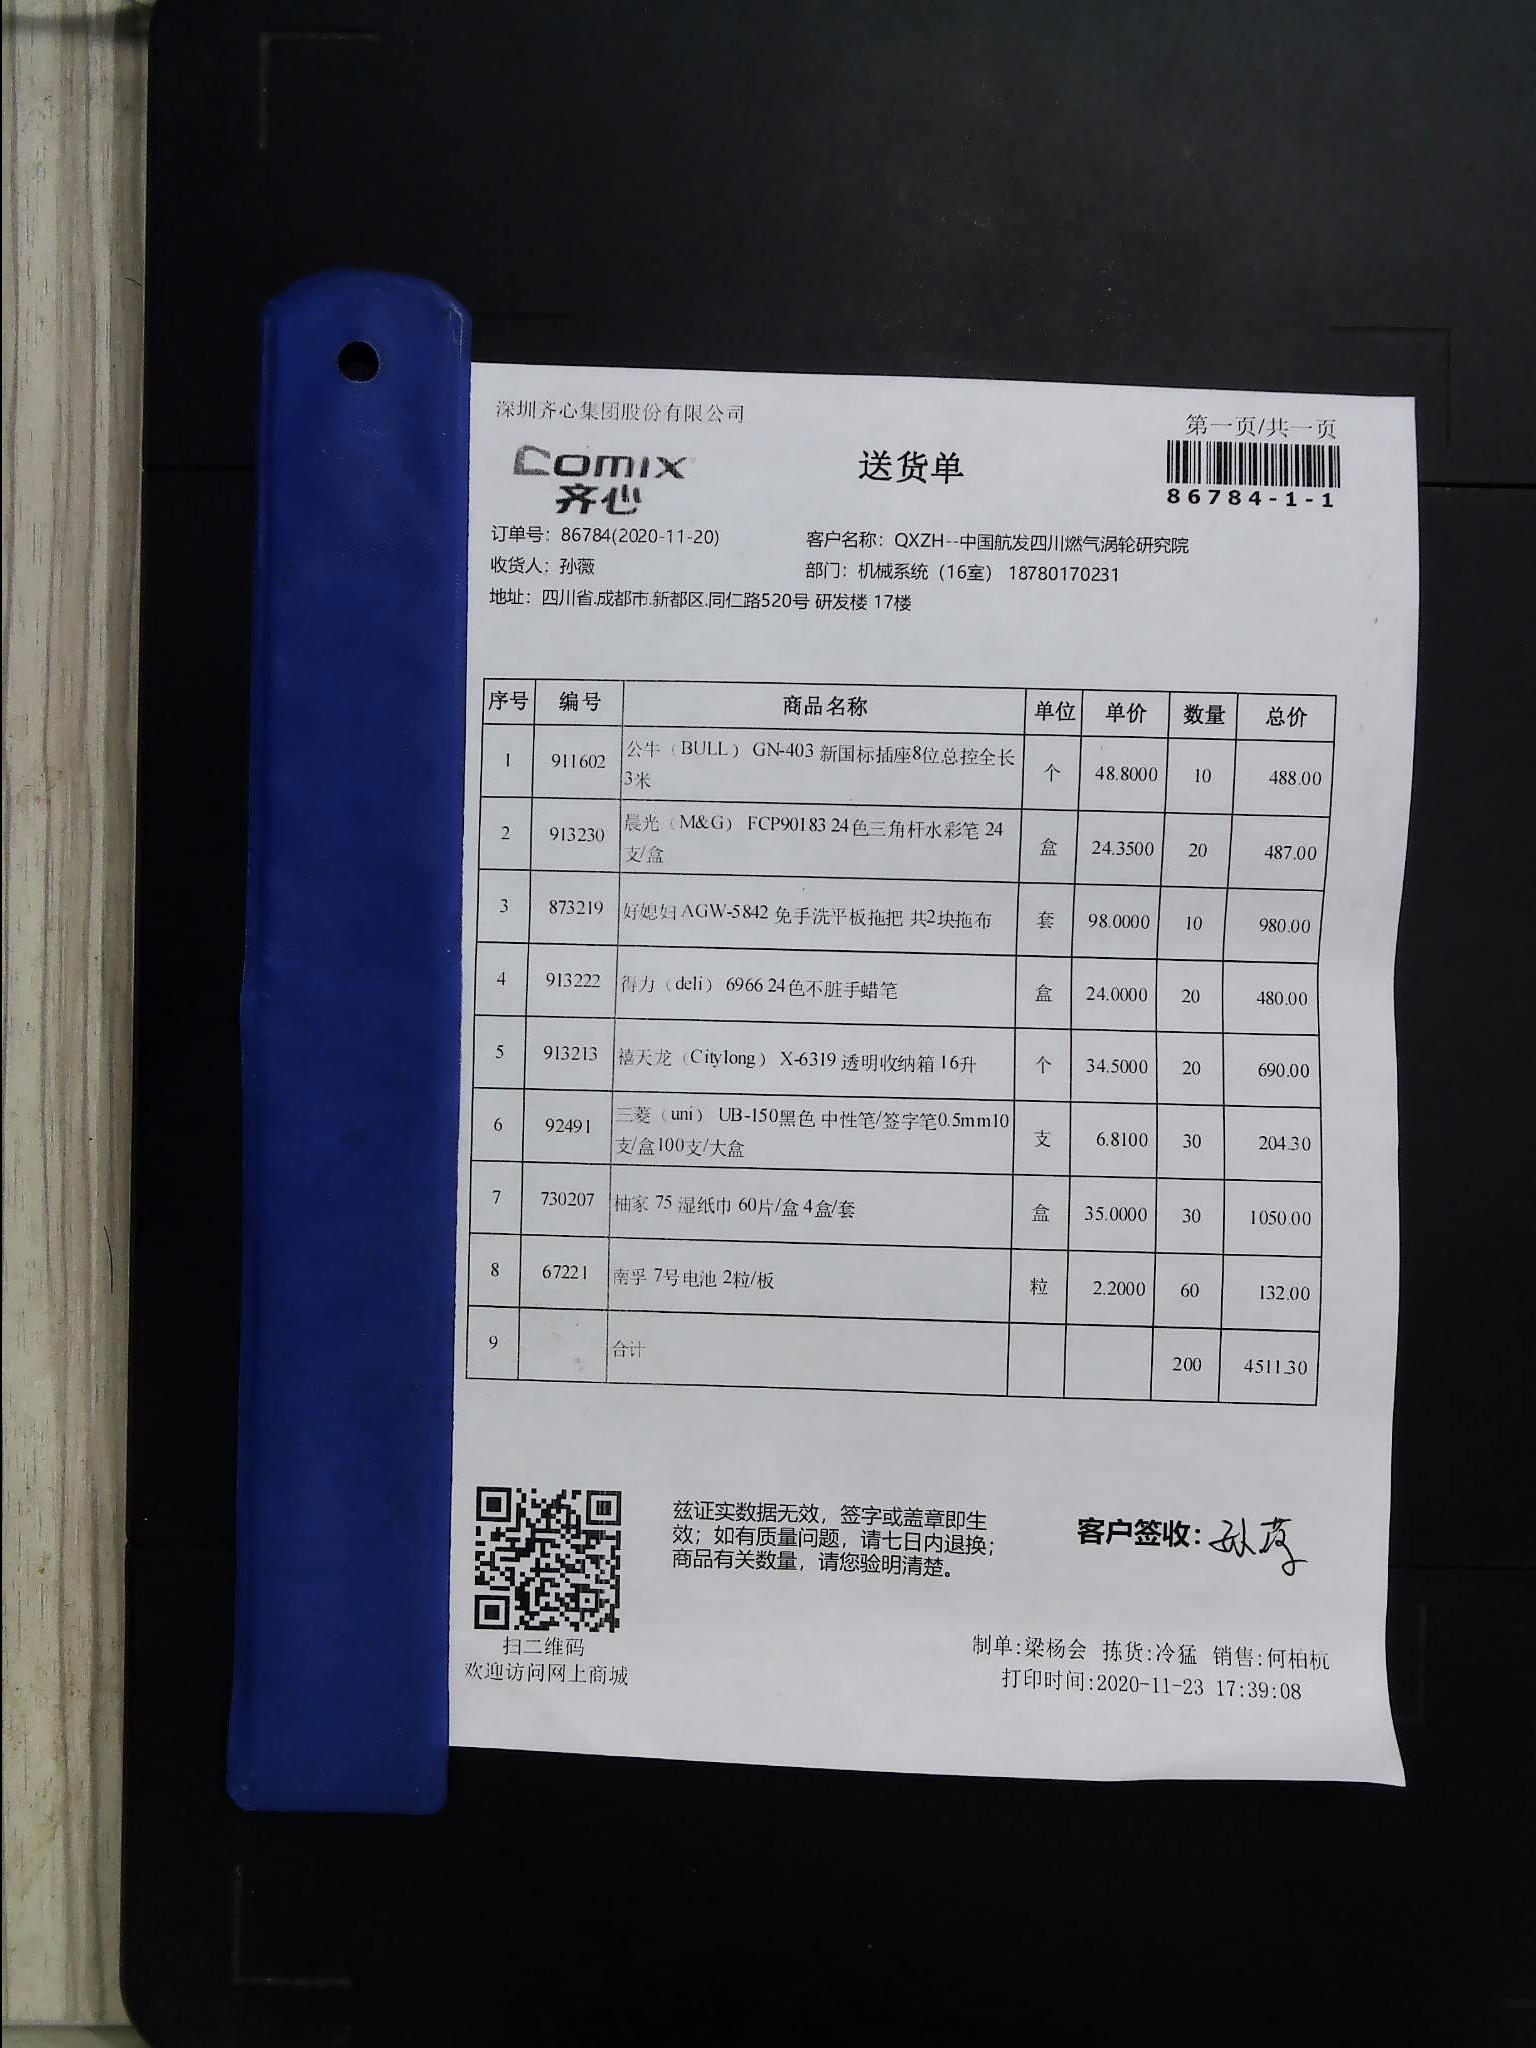 深圳齐心集团股份有限公司
第一页/共一页
comix
齐心
送货单
86784-1-1
订单号：86784(2020-11-20)
客户名称：QXZH--中国航发四川燃气涡轮研究院
收货人：孙薇
部门：机械系统（16室） 18780170231
地址：四川省.成都市.新都区.同仁路520号 研发楼 17楼
序号 编号 商品名称 单位 单价 数量 总价
1 911602 公牛（BULL） GN-403 新国标插座8位总控全长 个 48.8000 10 488.00
3米
2 913230 晨光（M&G） FCP90183 24色三角杆水彩笔 24 盒 24.3500 20 487.00
支/盒
3 873219 好媳妇 AGW-5842 免手洗平板拖把 共2块拖布 套 98.0000 10 980.00
4 913222 得力（deli） 6966 24色不脏手蜡笔 盒 24.0000 20 480.00
5 913213 禧天龙（Citylong） X-6319 透明收纳箱 16升 个 34.5000 20 690.00
6 92491 三菱（uni） UB-150黑色 中性笔/签字笔0.5mm10 支 6.8100 30 204.30
支/盒100支/大盒
7 730207 柚家 75 湿纸巾 60片/盒 4盒/套 盒 35.0000 30 1050.00
8 67221 南孚 7号电池 2粒/板 粒 2.2000 60 132.00
9 合计 200 4511.30
兹证实数据无效，签字或盖章即生
效；如有质量问题，请七日内退换；
商品有关数量，请您验明清楚。
客户签收：孙薇
扫二维码
欢迎访问网上商城
制单:梁杨会 拣货:冷猛 销售:何柏杭
打印时间:2020-11-23 17:39:08